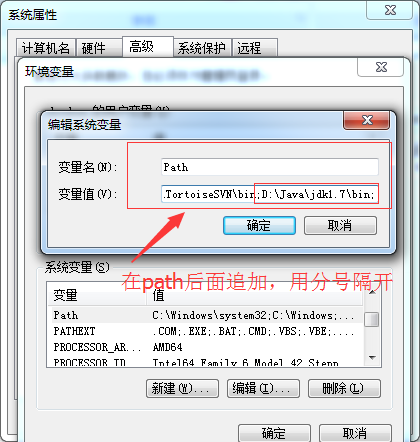 系统属性
计算机名 硬件 高级 系统保护 远程
环境变量
的用户变量(U)
编辑系统变量
变量名(N): Path
变量值(V): .TortoiseSVN\bin;D:\Java\jdk1.7\bin;
确定 取消
在path后面追加，用分号隔开
系统变量(S)
变量 值
Path C:\Windows\system32;C:\Windows;...
PATHEXT .COM;.EXE;.BAT;.CMD;.VBS;.VBE;....
PROCESSOR_AR... AMD64
PROCESSOR_ID Intel64 Family 6 Model 42 Stepp
新建(W)... 编辑(I)... 删除(L)
确定 取消